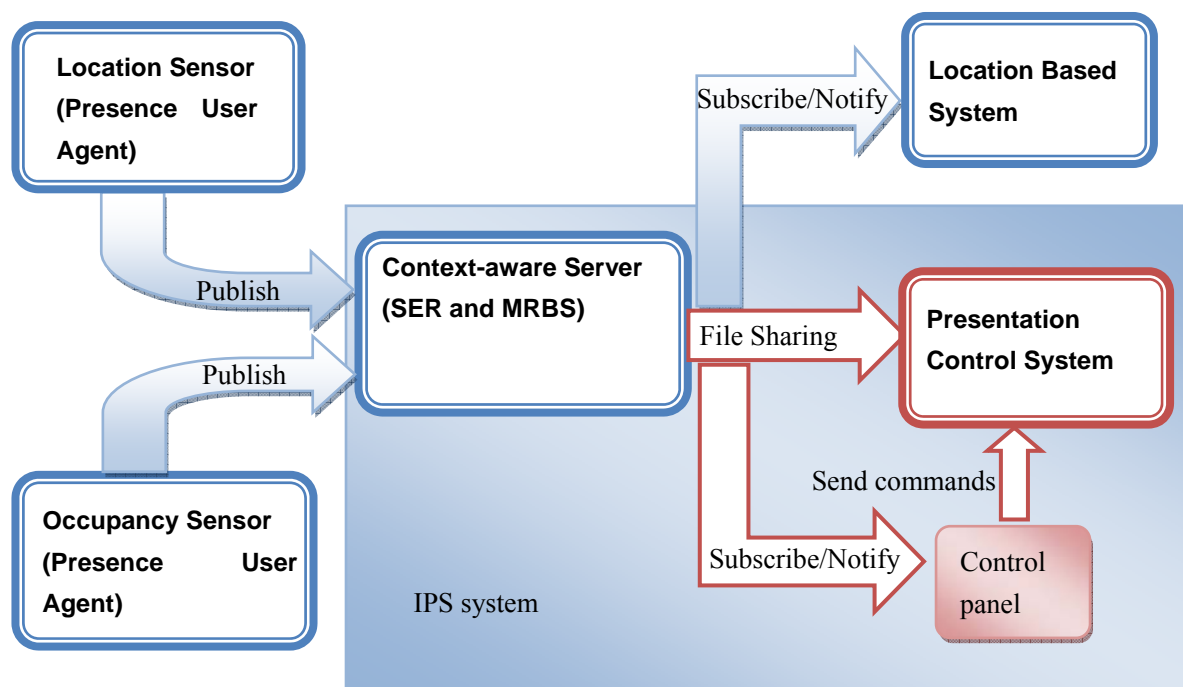 Location Sensor
(Presence User
Agent)
Subscribe/Notify
Location Based
System
Publish
Context-aware Server
(SER and MRBS)
File Sharing
Presentation
Control System
Publish
Send commands
Occupancy Sensor
(Presence User
Agent)
Subscribe/Notify
Control
panel
IPS system